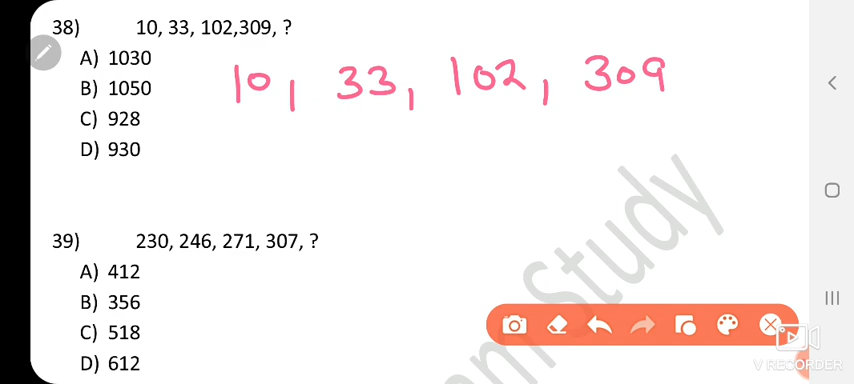 38) 10, 33, 102,309, ?
A) 1030
10, 33, 102, 309
B) 1050
C) 928
D) 930
39) 230, 246, 271, 307, ?
A) 412
B) 356
C) 518
D) 612
Study
V RECORDER